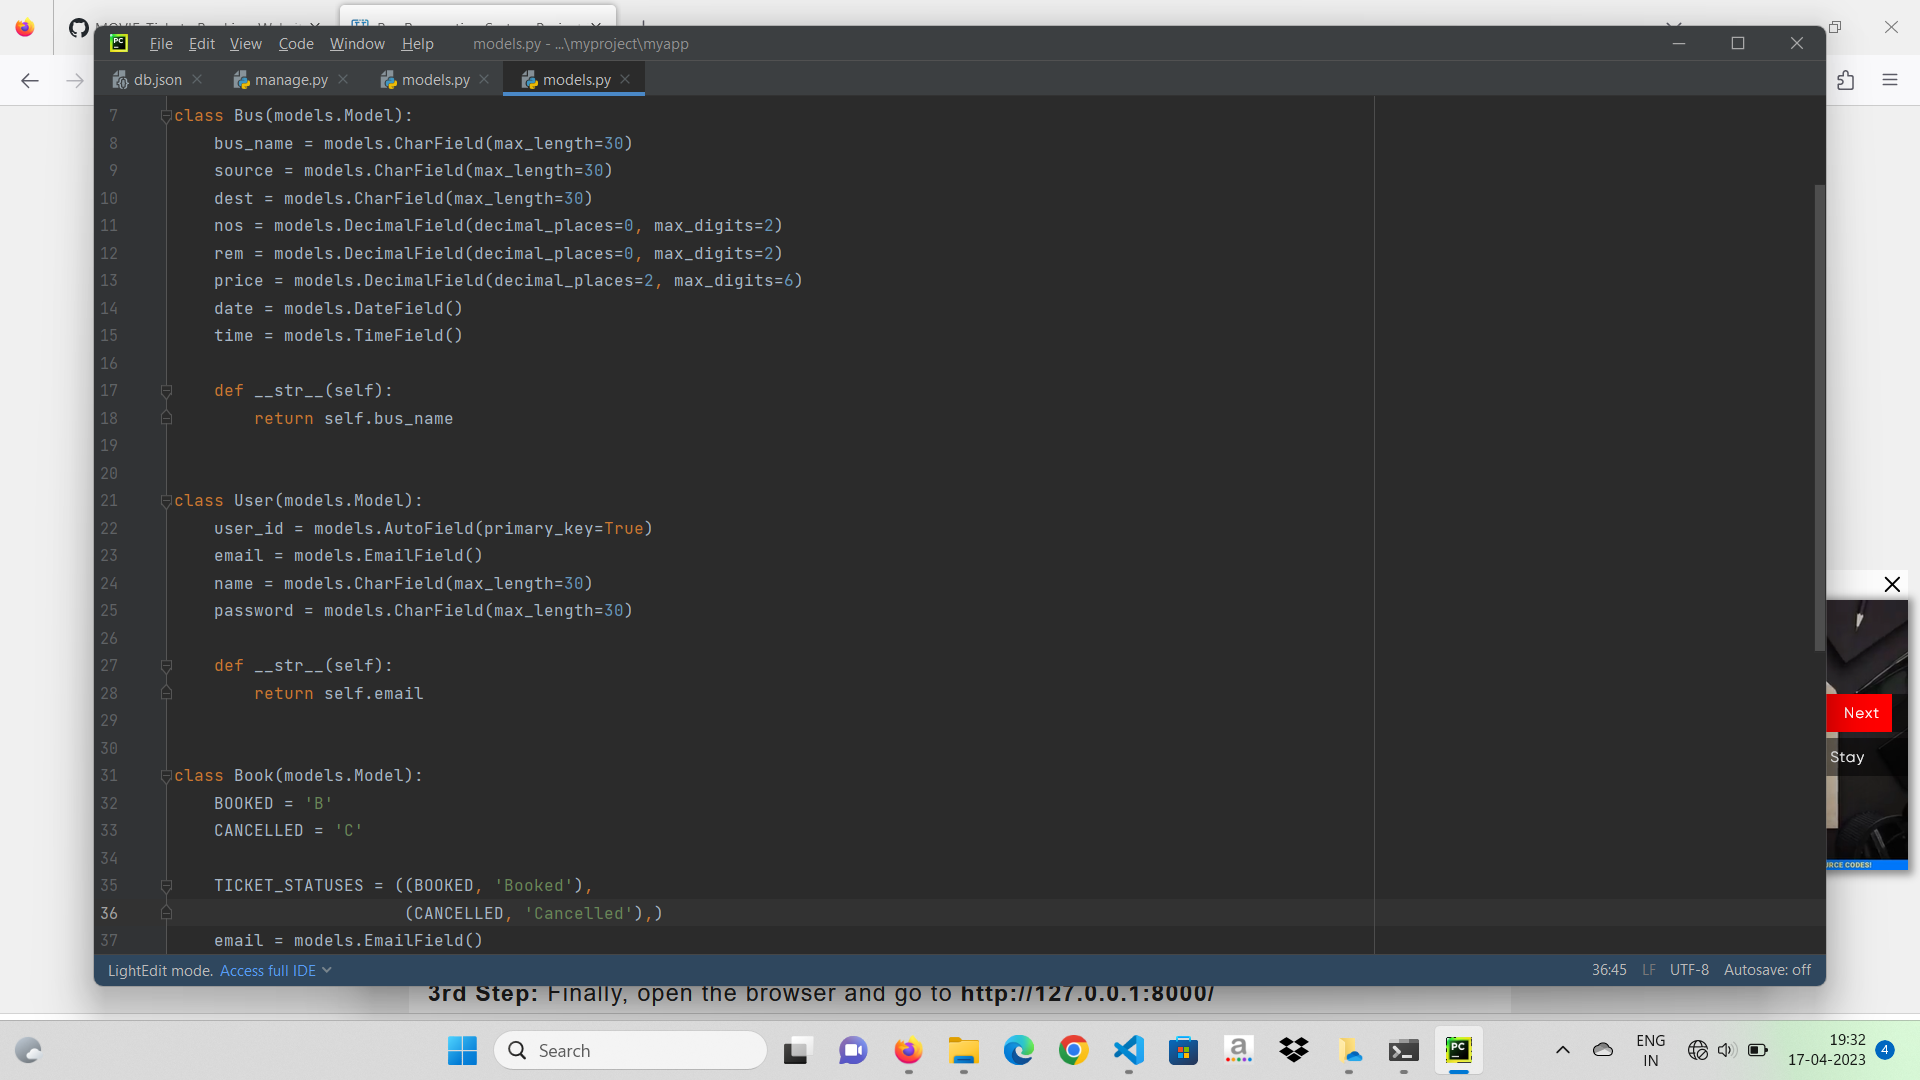 File Edit View Code Window Help models.py - ...\myproject\myapp
db.json manage.py models.py models.py
7 class Bus(models.Model):
8 bus_name = models.CharField(max_length=30)
9 source = models.CharField(max_length=30)
10 dest = models.CharField(max_length=30)
11 nos = models.DecimalField(decimal_places=0, max_digits=2)
12 rem = models.DecimalField(decimal_places=0, max_digits=2)
13 price = models.DecimalField(decimal_places=2, max_digits=6)
14 date = models.DateField()
15 time = models.TimeField()
16
17 def __str__(self):
18 return self.bus_name
19
20
21 class User(models.Model):
22 user_id = models.AutoField(primary_key=True)
23 email = models.EmailField()
24 name = models.CharField(max_length=30)
25 password = models.CharField(max_length=30)
26
27 def __str__(self):
28 return self.email
29
30
31 class Book(models.Model):
32 BOOKED = 'B'
33 CANCELLED = 'C'
34
35 TICKET_STATUSES = ((BOOKED, 'Booked'),
36 (CANCELLED, 'Cancelled'),)
37 email = models.EmailField()
Next
Stay
URCE CODES!
LightEdit mode. Access full IDE 36:45 LF UTF-8 Autosave: off
3rd Step: Finally, open the browser and go to http://127.0.0.1:8000/
Search
ENG
IN
19:32
17-04-2023
4